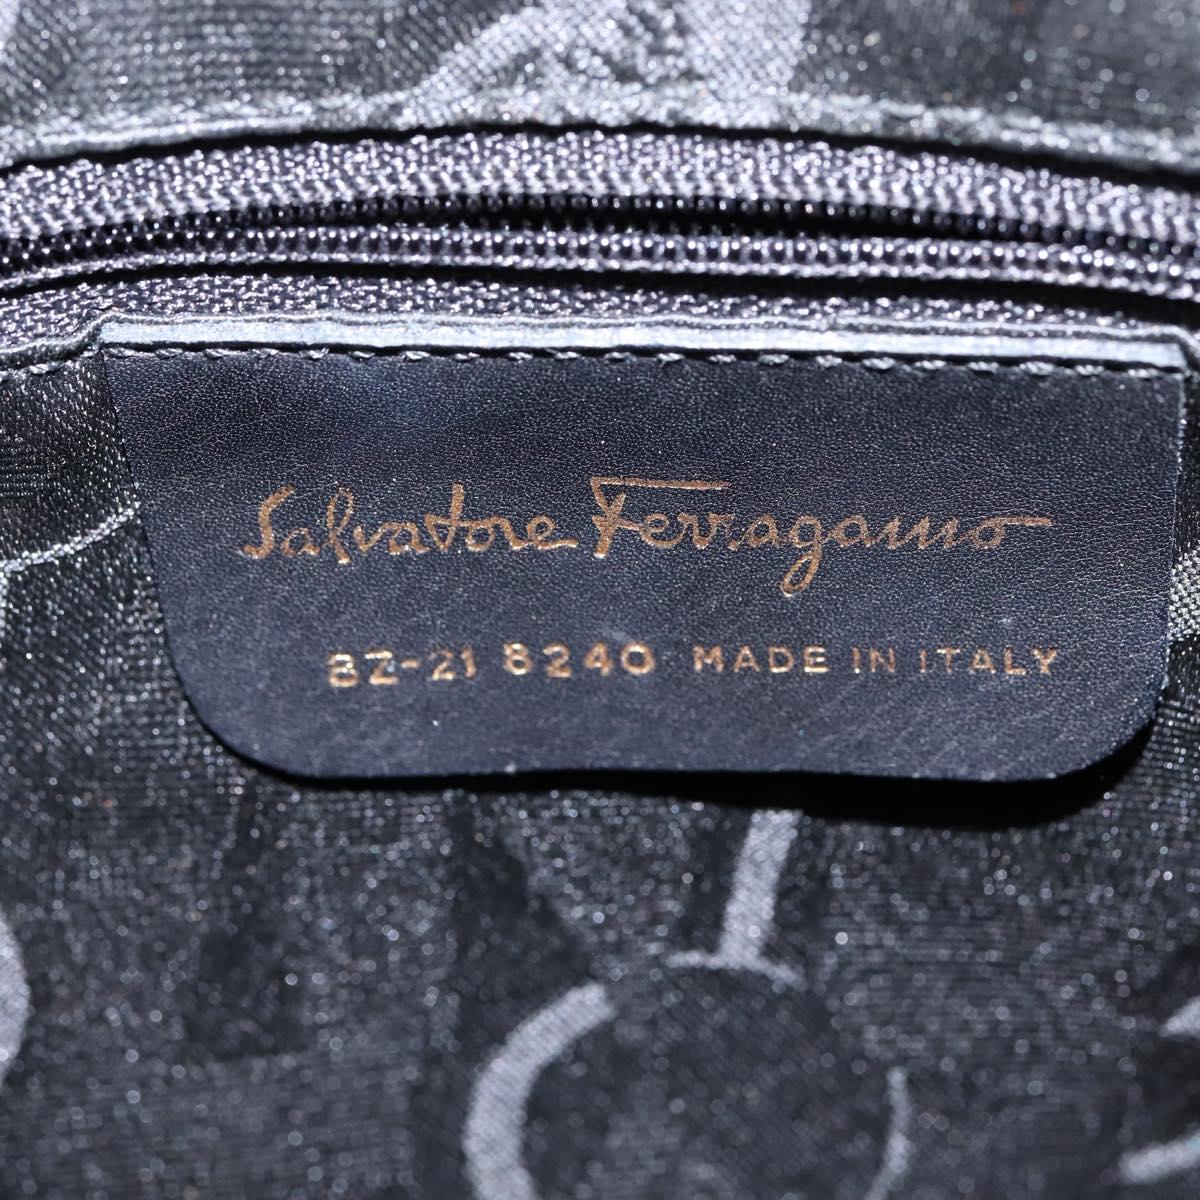 Salvatore Ferragamo
BZ-21 8240 MADE IN ITALY